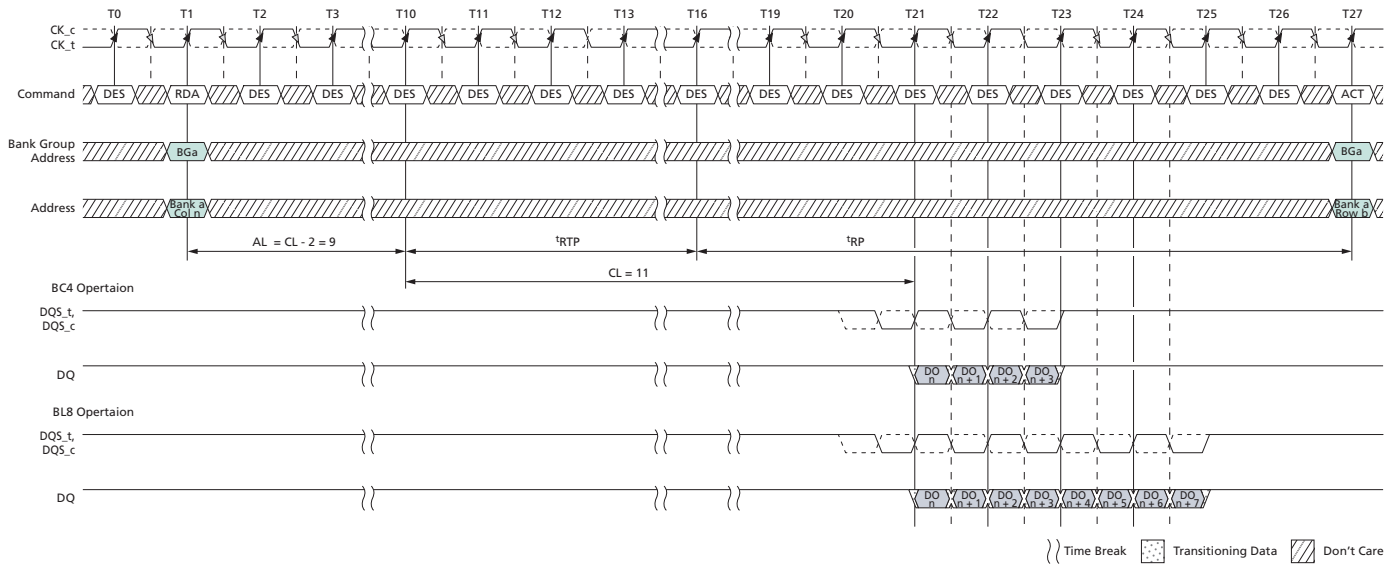 T0 T1 T2 T3 T10 T11 T12 T13 T16 T19 T20 T21 T22 T23 T24 T25 T26 T27
CK_c
CK_t
Command DES RDA DES DES DES DES DES DES DES DES DES DES DES DES DES DES DES ACT
Bank Group
Address
BGa BGa
Address
Bank a
Col n
Bank a
Row b
AL = CL - 2 = 9 tRTP tRP
CL = 11
BC4 Opertaion
DQS_t,
DQS_c
DQ
DO
n
DO
n + 1
DO
n + 2
DO
n + 3
BL8 Opertaion
DQS_t,
DQS_c
DQ
DO
n
DO
n + 1
DO
n + 2
DO
n + 3
DO
n + 4
DO
n + 5
DO
n + 6
DO
n + 7
Time Break Transitioning Data Don't Care